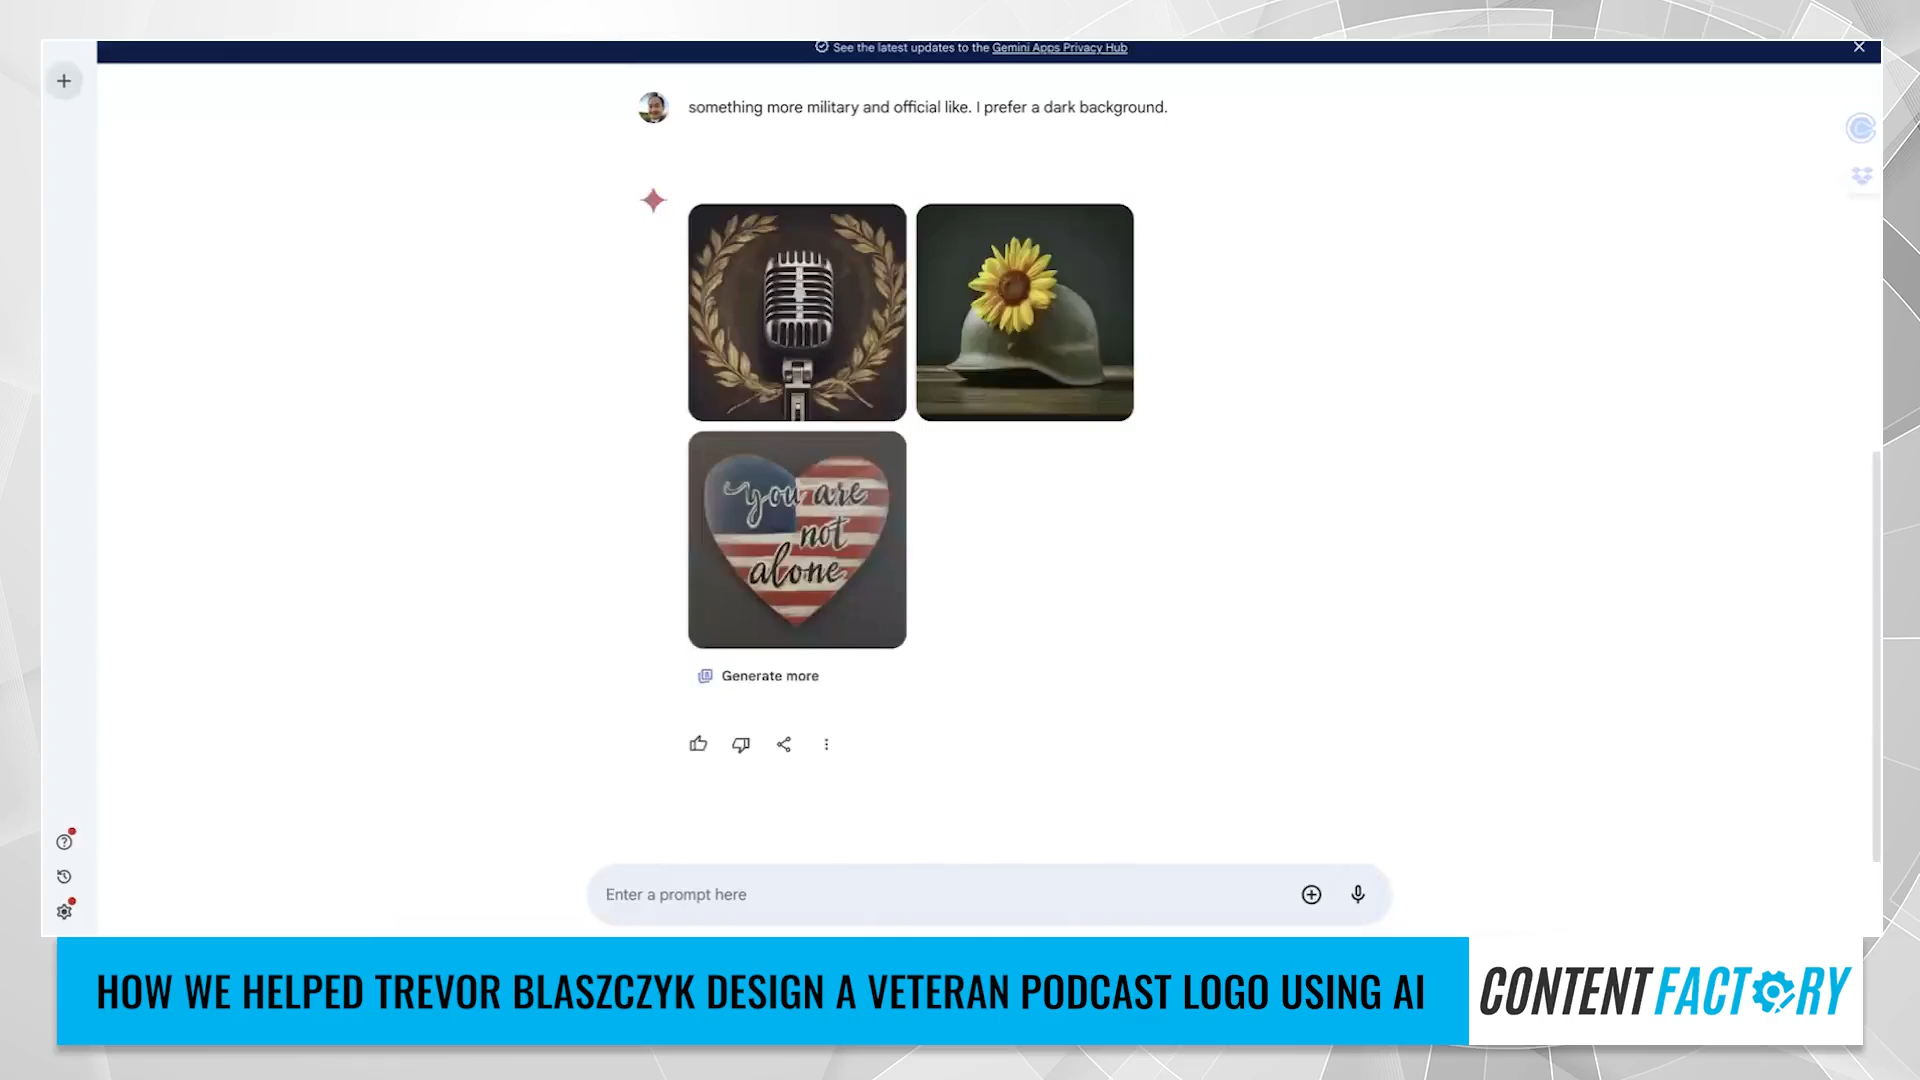 See the latest updates to the Gemini Apps Privacy Hub
something more military and official like. I prefer a dark background.
you are
not
alone
Generate more
Enter a prompt here
HOW WE HELPED TREVOR BLASZCZYK DESIGN A VETERAN PODCAST LOGO USING AI
CONTENT FACTORY